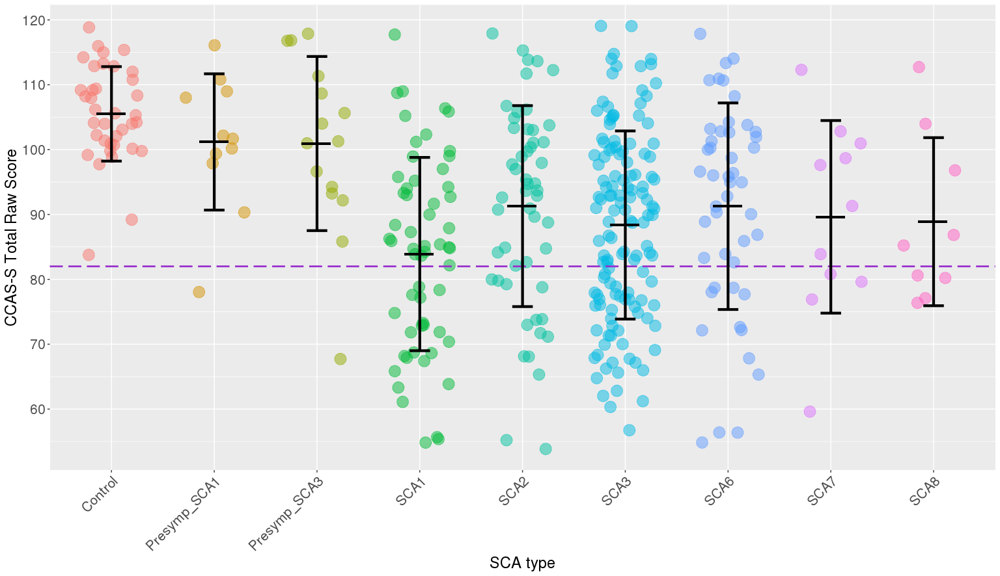 CCAS-S Total Raw Score
120
110
100
90
80
70
60
Control
Presymp_SCA1
Presymp_SCA3
SCA1
SCA2
SCA3
SCA6
SCA7
SCA8
SCA type